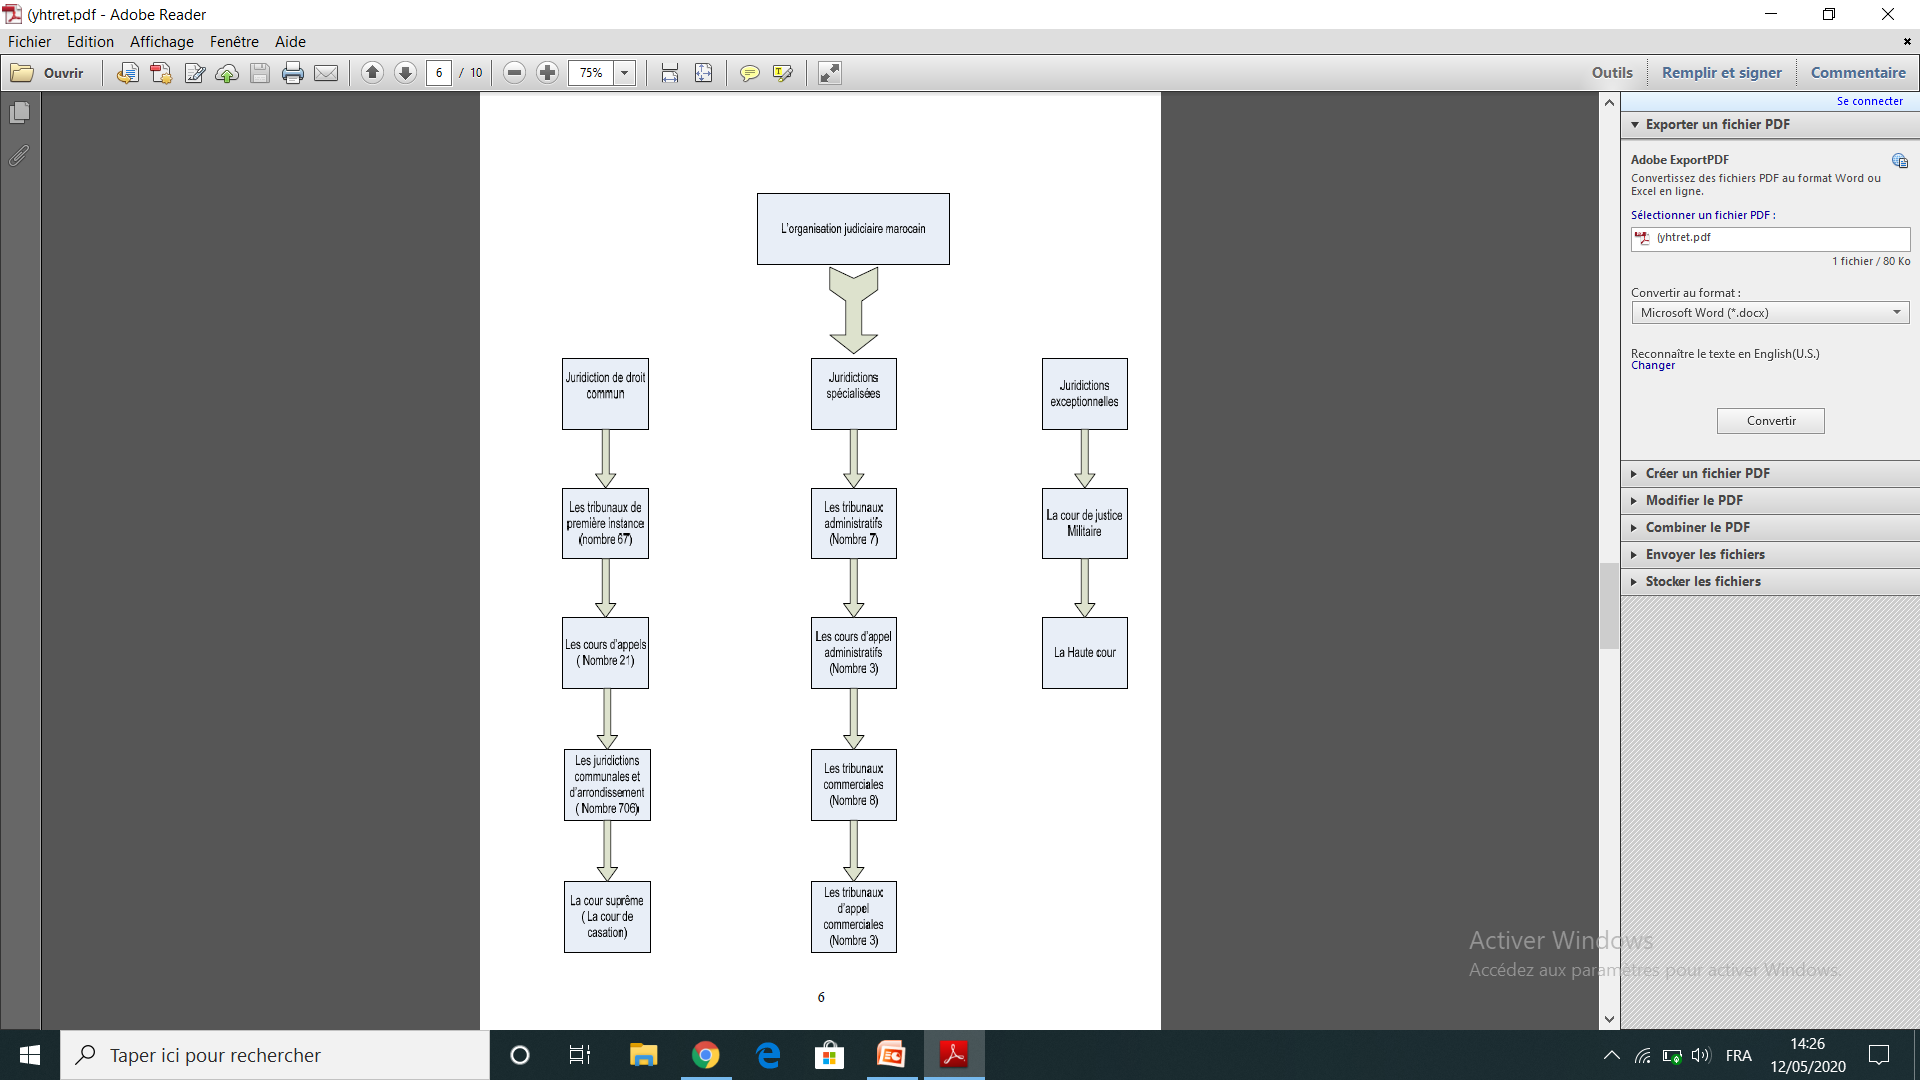 (yhtret.pdf - Adobe Reader
Fichier Edition Affichage Fenêtre Aide
Ouvrir 6 / 10 75% Outils Remplir et signer Commentaire
Se connecter
Exporter un fichier PDF
Adobe ExportPDF
Convertissez des fichiers PDF au format Word ou
Excel en ligne.
Sélectionner un fichier PDF :
(yhtret.pdf
1 fichier / 80 Ko
Convertir au format :
Microsoft Word (*.docx)
Reconnaître le texte en English(U.S.)
Changer
Convertir
Créer un fichier PDF
Modifier le PDF
Combiner le PDF
Envoyer les fichiers
Stocker les fichiers
L'organisation judiciaire marocain
Juridiction de droit
commun
Juridictions
spécialisées
Juridictions
exceptionnelles
Les tribunaux de
première instance
(nombre 67)
Les tribunaux
administratifs
(Nombre 7)
La cour de justice
Militaire
Les cours d'appels
( Nombre 21)
Les cours d'appel
administratifs
(Nombre 3)
La Haute cour
Les juridictions
communales et
d'arrondissement
( Nombre 706)
Les tribunaux
commerciales
(Nombre 8)
La cour suprême
( La cour de
casation)
Les tribunaux
d'appel
commerciales
(Nombre 3)
6
Activer Windows
Accédez aux paramètres pour activer Windows.
Taper ici pour rechercher
FRA
14:26
12/05/2020